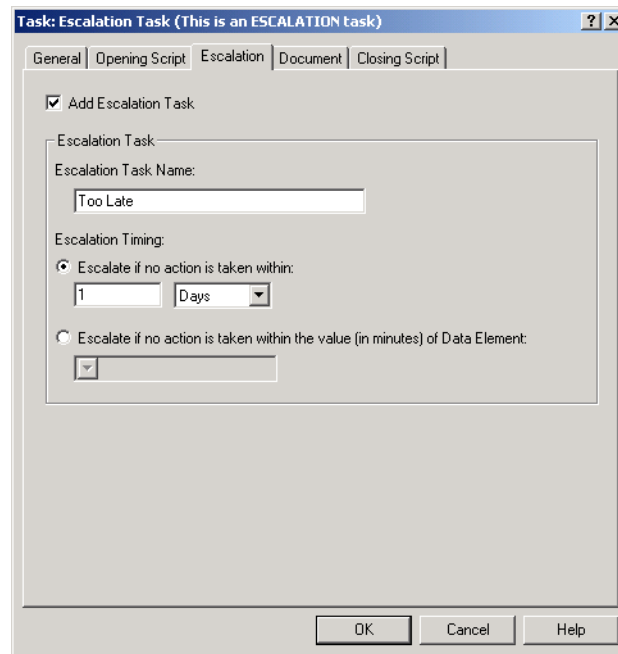 Task: Escalation Task (This is an ESCALATION task)
General Opening Script Escalation Document Closing Script
Add Escalation Task
Escalation Task
Escalation Task Name:
Too Late
Escalation Timing:
Escalate if no action is taken within:
1 Days
Escalate if no action is taken within the value (in minutes) of Data Element:
OK Cancel Help